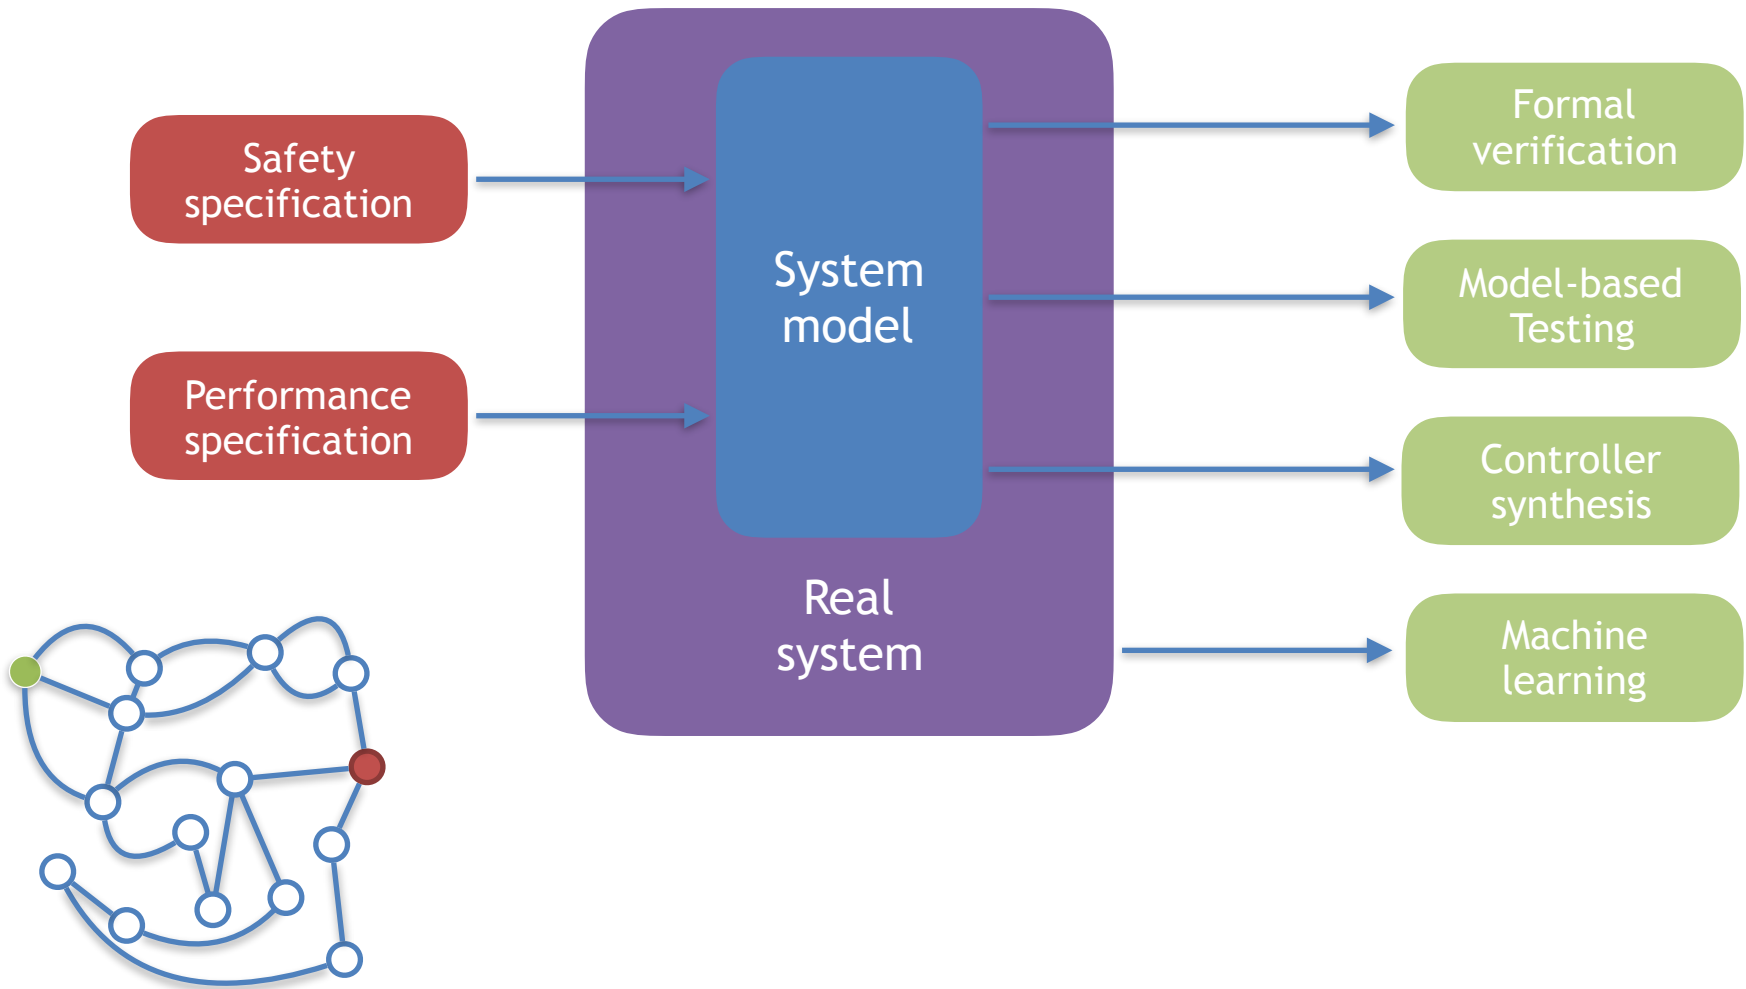 Safety
specification
Performance
specification
System
model
Real
system
Formal
verification
Model-based
Testing
Controller
synthesis
Machine
learning